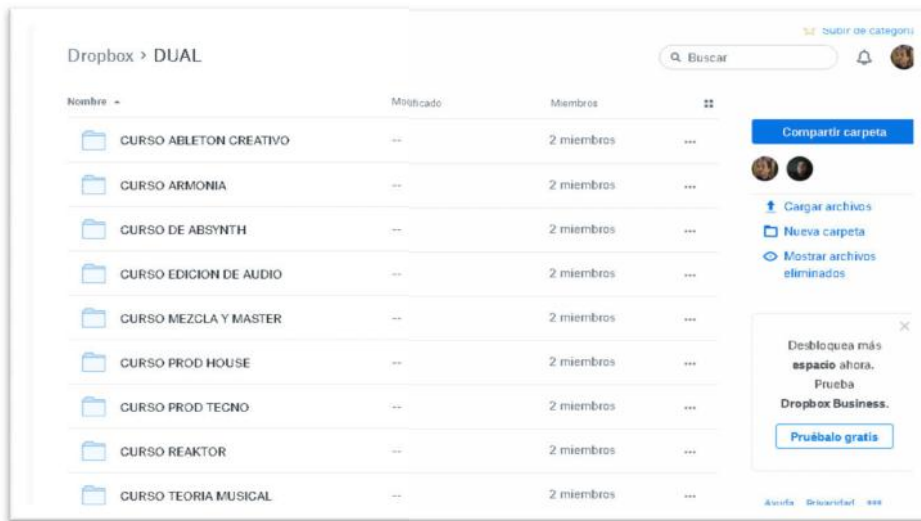 Subir de categoría
Dropbox > DUAL
Buscar
Nombre
Modificado
Miembros
CURSO ABLETON CREATIVO
--
2 miembros
...
CURSO ARMONIA
--
2 miembros
...
CURSO DE ABSYNTH
--
2 miembros
...
CURSO EDICION DE AUDIO
--
2 miembros
...
CURSO MEZCLA Y MASTER
--
2 miembros
...
CURSO PROD HOUSE
--
2 miembros
...
CURSO PROD TECNO
--
2 miembros
...
CURSO REAKTOR
--
2 miembros
...
CURSO TEORIA MUSICAL
--
2 miembros
...
Compartir carpeta
Cargar archivos
Nueva carpeta
Mostrar archivos
eliminados
Desbloquea más
espacio ahora.
Prueba
Dropbox Business.
Pruébalo gratis
Ayuda Privacidad